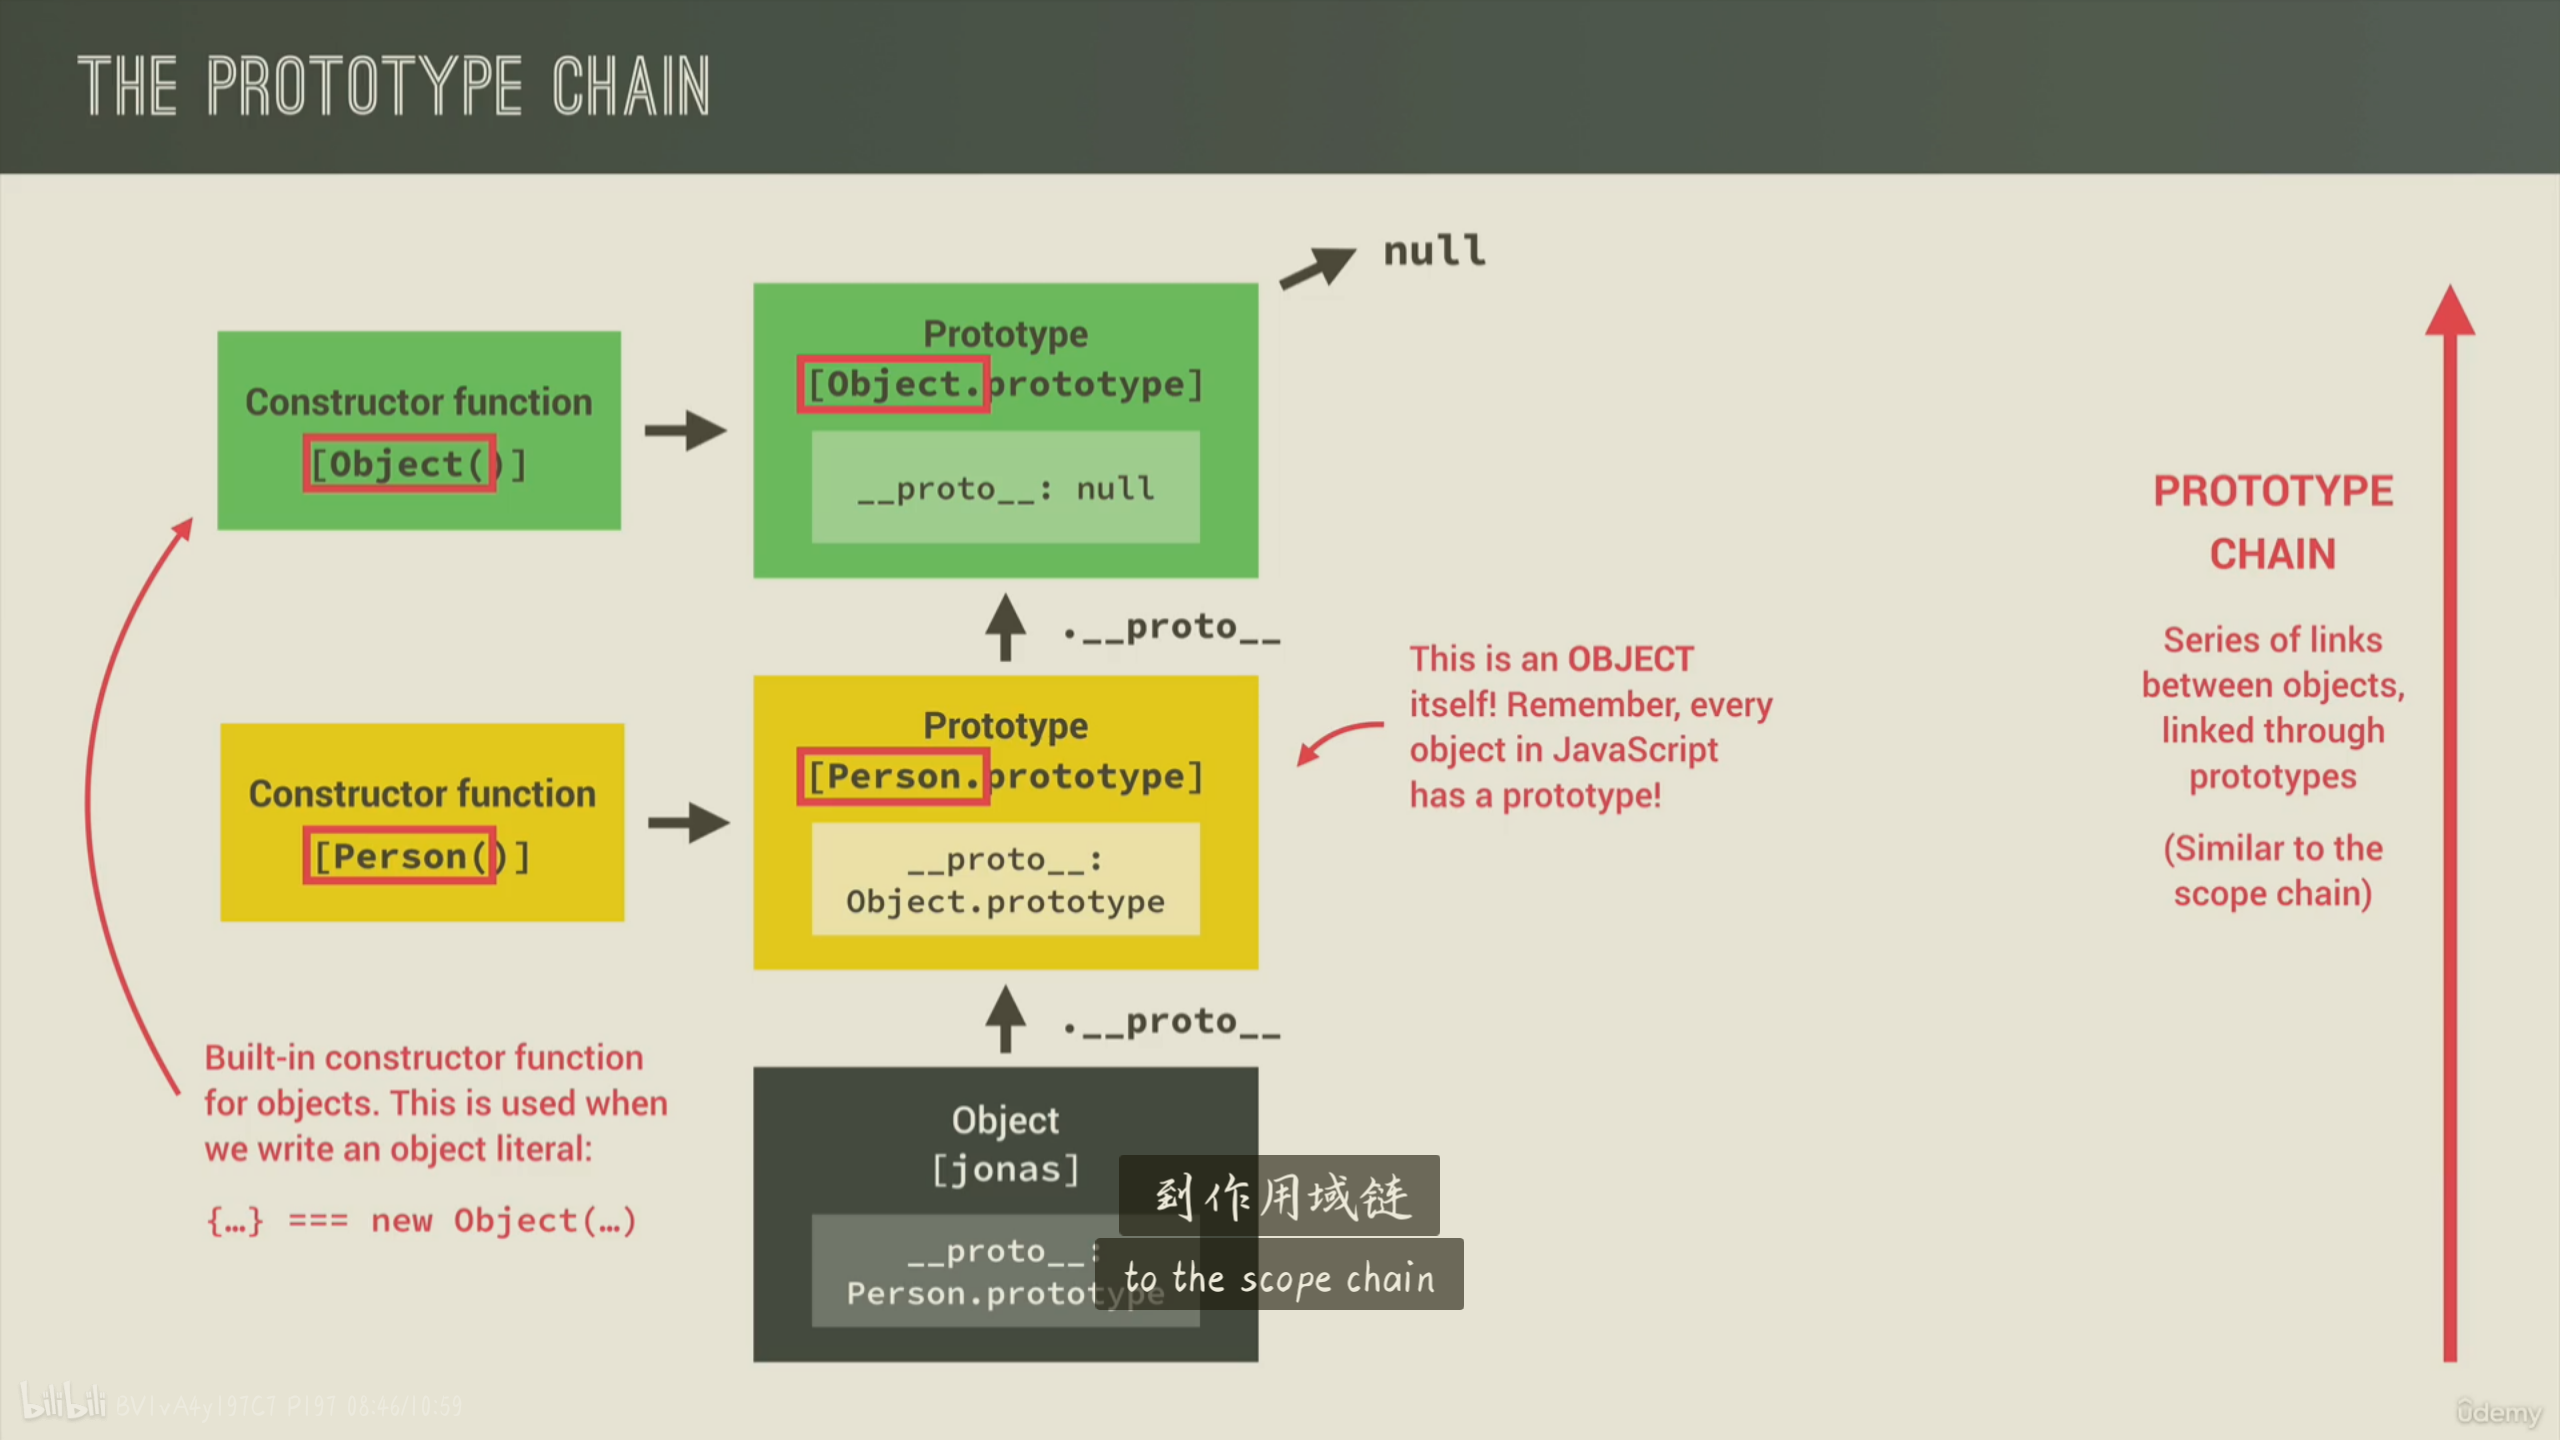 THE PROTOTYPE CHAIN
null
Prototype
[Object.prototype]
__proto__: null
Constructor function
[Object()]
.__proto__
Prototype
[Person.prototype]
__proto__:
Object.prototype
Constructor function
[Person()]
This is an OBJECT
itself! Remember, every
object in JavaScript
has a prototype!
PROTOTYPE
CHAIN
Series of links
between objects,
linked through
prototypes
(Similar to the
scope chain)
.__proto__
Built-in constructor function
for objects. This is used when
we write an object literal:
{…} === new Object(…)
Object
[jonas]
__proto__:
Person.prototype
到作用域链
to the scope chain
bilibili BV1vA4y197C7 P197 08:46/10:59
ûdemy